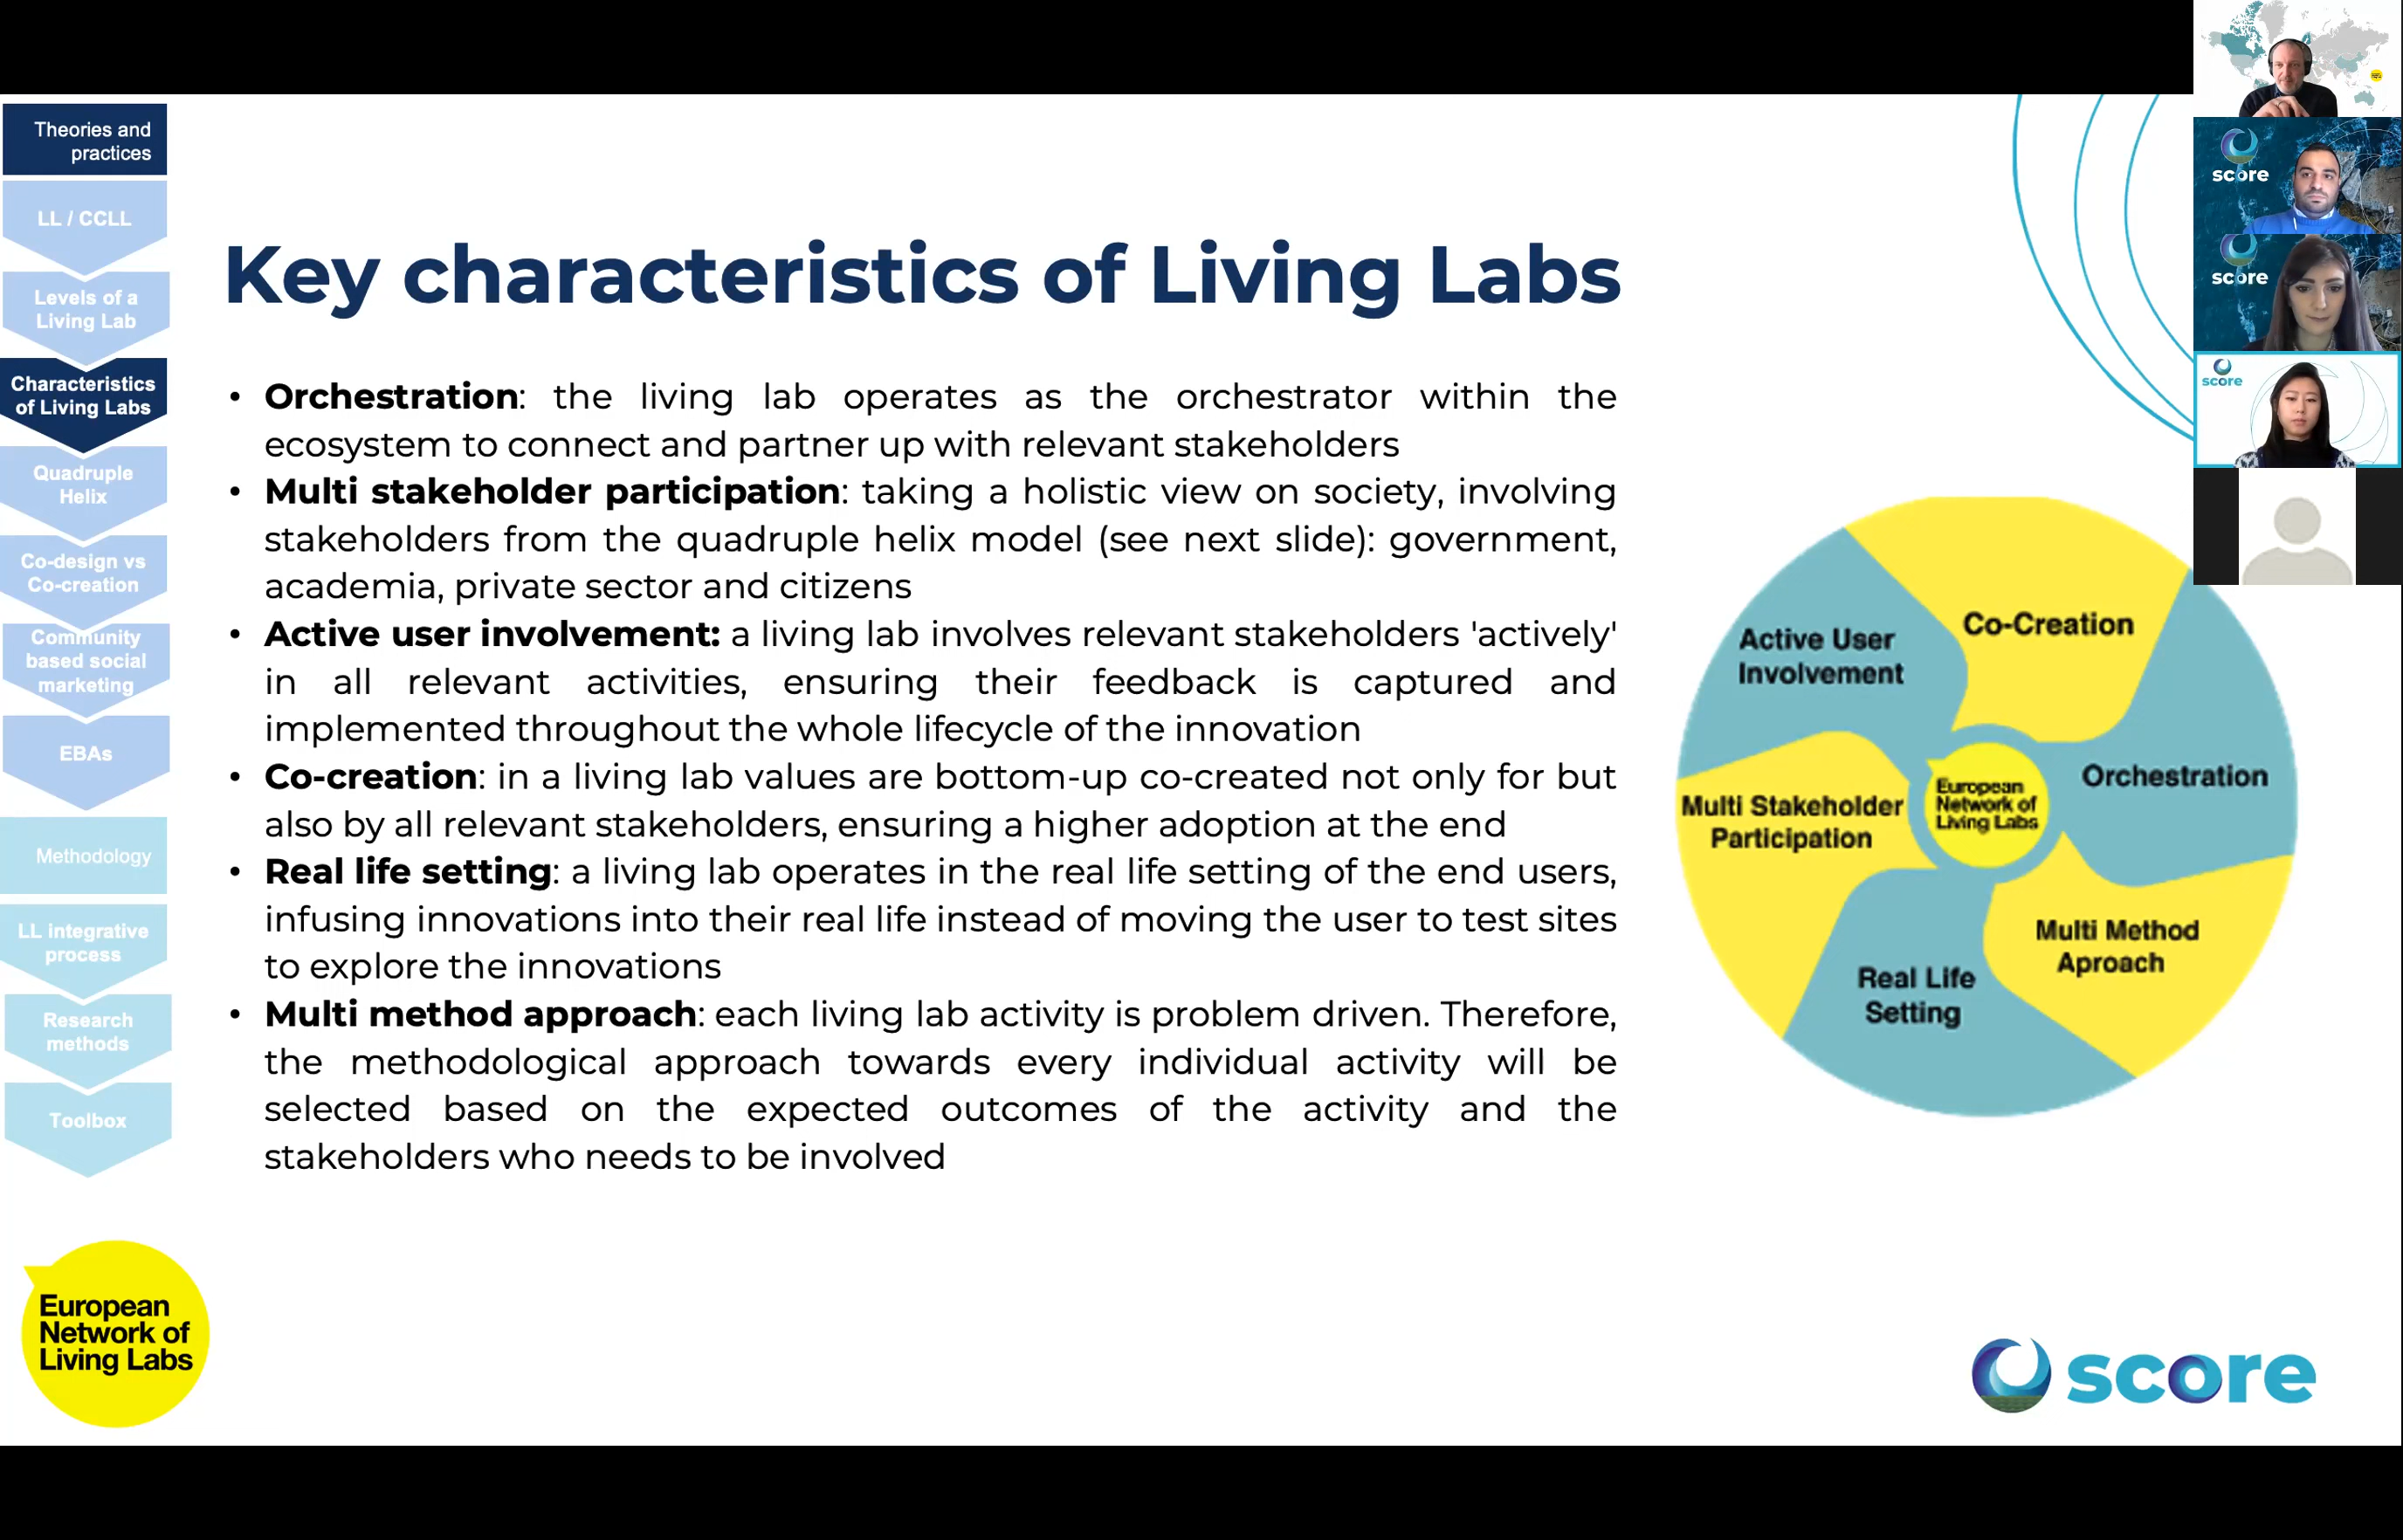 Theories and
practices
LL / CCLL
Levels of a
Living Lab
Characteristics
of Living Labs
Quadruple
Helix
Co-design vs
Co-creation
Community
based social
marketing
EBAs
Methodology
LL integrative
process
Research
methods
Toolbox
European
Network of
Living Labs
Key characteristics of Living Labs
• Orchestration: the living lab operates as the orchestrator within the
ecosystem to connect and partner up with relevant stakeholders
• Multi stakeholder participation: taking a holistic view on society, involving
stakeholders from the quadruple helix model (see next slide): government,
academia, private sector and citizens
• Active user involvement: a living lab involves relevant stakeholders 'actively'
in all relevant activities, ensuring their feedback is captured and
implemented throughout the whole lifecycle of the innovation
• Co-creation: in a living lab values are bottom-up co-created not only for but
also by all relevant stakeholders, ensuring a higher adoption at the end
• Real life setting: a living lab operates in the real life setting of the end users,
infusing innovations into their real life instead of moving the user to test sites
to explore the innovations
• Multi method approach: each living lab activity is problem driven. Therefore,
the methodological approach towards every individual activity will be
selected based on the expected outcomes of the activity and the
stakeholders who needs to be involved
Active User
Involvement
Co-Creation
Orchestration
Multi Stakeholder
Participation
European
Network of
Living Labs
Multi Method
Aproach
Real Life
Setting
score
score
score
score